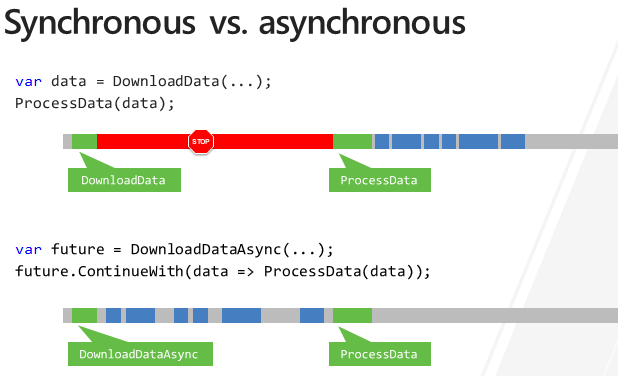 Synchronous vs. asynchronous
var data = DownloadData(...);
ProcessData(data);
STOP
DownloadData
ProcessData
var future = DownloadDataAsync(...);
future.ContinueWith(data => ProcessData(data));
DownloadDataAsync
ProcessData